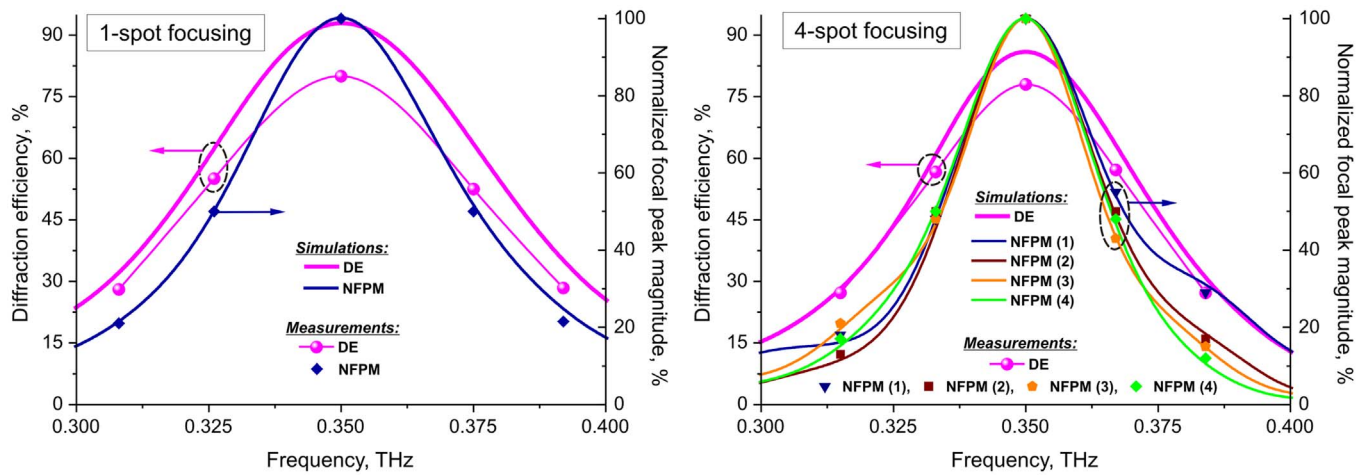 1-spot focusing
Diffraction efficiency, %
90
75
60
45
30
15
0
Simulations:
DE
NFPM
Measurements:
DE
NFPM
100
80
60
40
20
0
Normalized focal peak magnitude, %
0.300 0.325 0.350 0.375 0.400
Frequency, THz
4-spot focusing
Diffraction efficiency, %
90
75
60
45
30
15
0
Simulations:
DE
NFPM (1)
NFPM (2)
NFPM (3)
NFPM (4)
Measurements:
DE
NFPM (1), NFPM (2), NFPM (3), NFPM (4)
100
80
60
40
20
0
Normalized focal peak magnitude, %
0.300 0.325 0.350 0.375 0.400
Frequency, THz